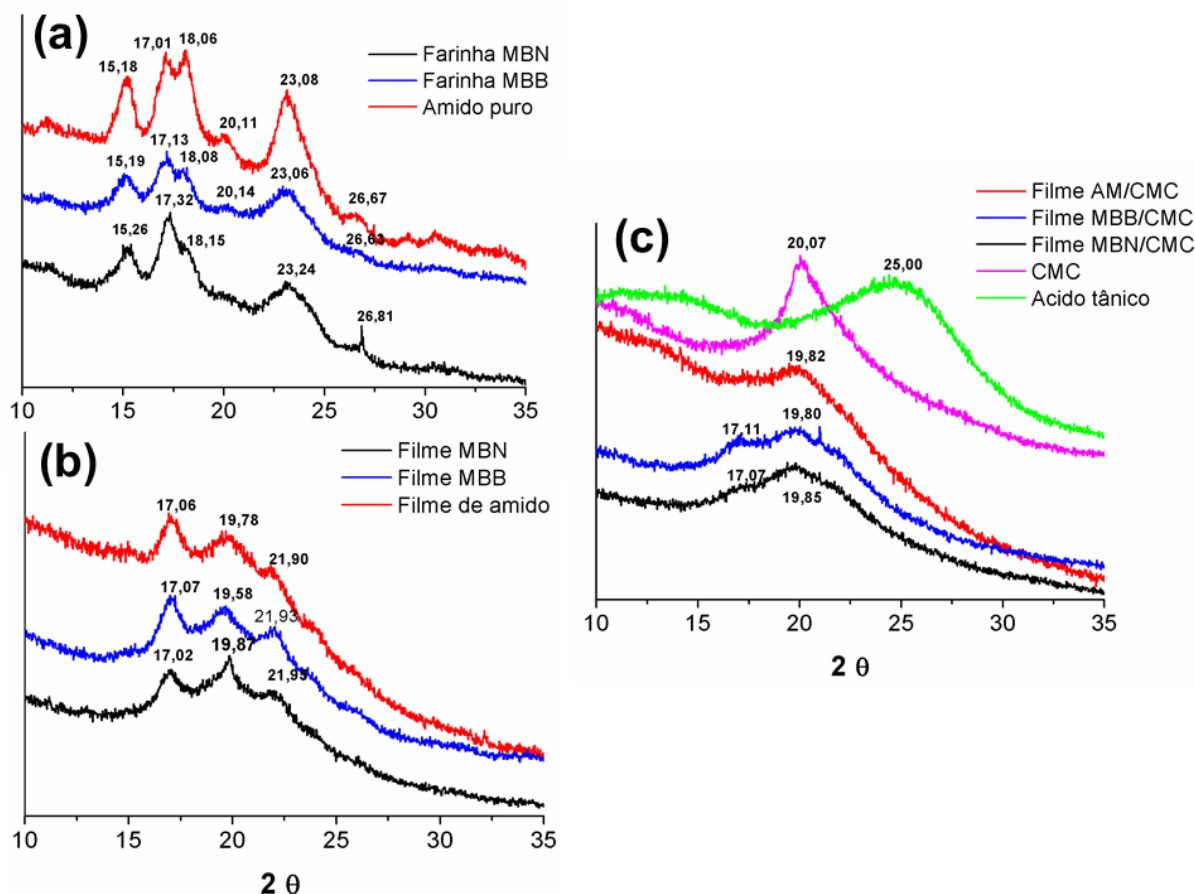 (a)
15,18
17,01
18,06
20,11
23,08
26,67
15,19
17,13
18,08
20,14
23,06
26,63
15,26
17,32
18,15
23,24
26,81
Farinha MBN
Farinha MBB
Amido puro
10 15 20 25 30 35
(b)
17,06
19,78
21,90
17,07
19,58
21,93
17,02
19,87
21,95
Filme MBN
Filme MBB
Filme de amido
10 15 20 25 30 35
2 θ
(c)
20,07
25,00
19,82
17,11
19,80
17,07
19,85
Filme AM/CMC
Filme MBB/CMC
Filme MBN/CMC
CMC
Acido tânico
10 15 20 25 30 35
2 θ